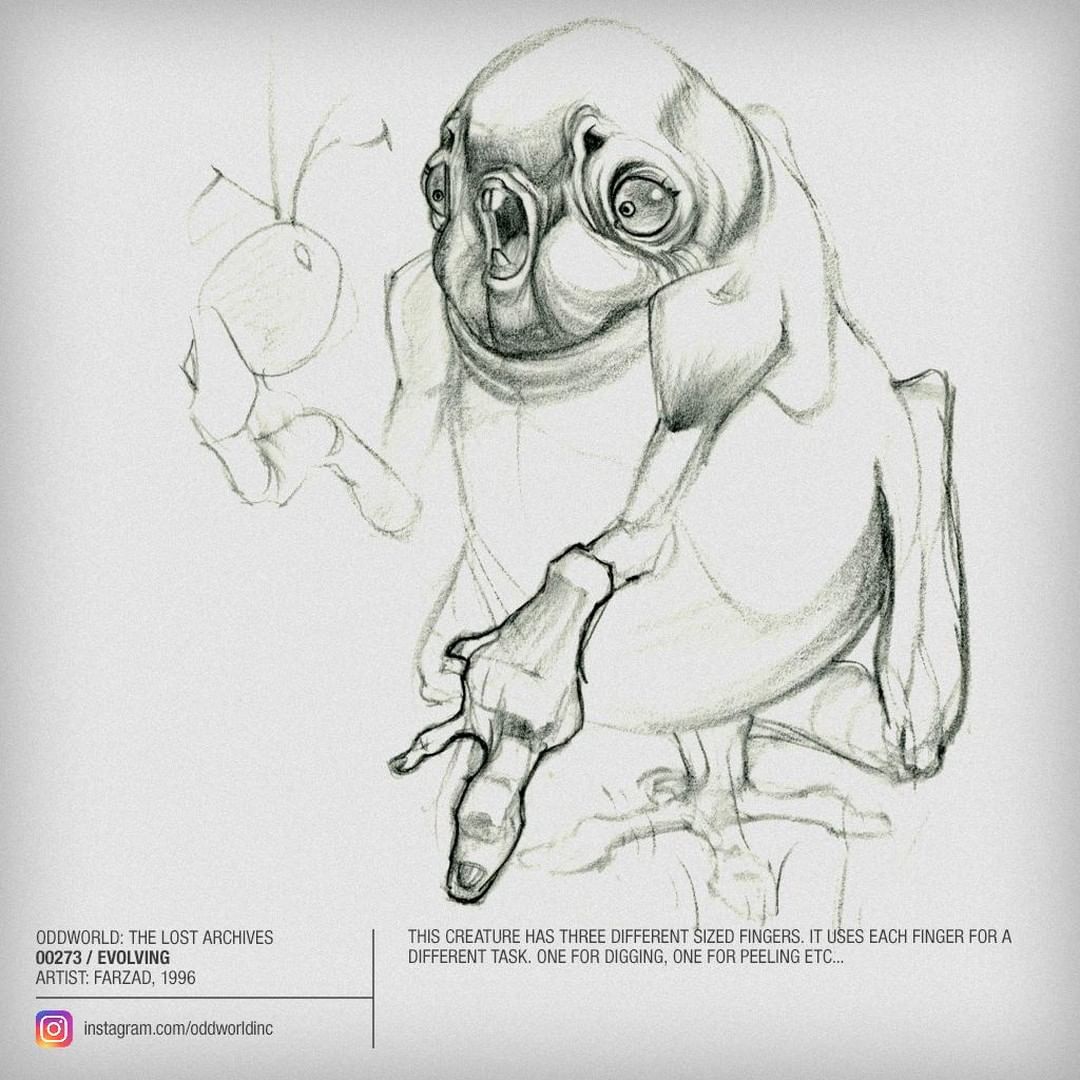 ODDWORLD: THE LOST ARCHIVES
00273 / EVOLVING
ARTIST: FARZAD, 1996
instagram.com/oddworldinc
THIS CREATURE HAS THREE DIFFERENT SIZED FINGERS. IT USES EACH FINGER FOR A
DIFFERENT TASK. ONE FOR DIGGING, ONE FOR PEELING ETC...